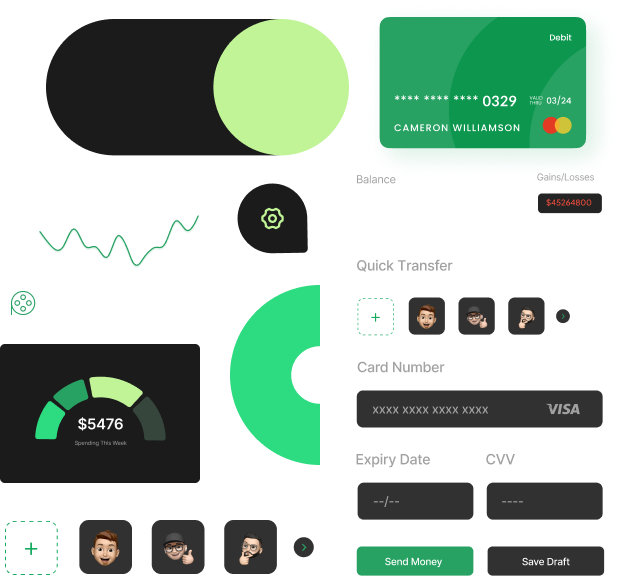 Debit
**** **** **** 0329
VALID THRU 03/24
CAMERON WILLIAMSON
Balance
Gains/Losses
$45264800
Quick Transfer
+
Card Number
XXXX XXXX XXXX XXXX
VISA
Expiry Date
CVV
--/--
----
Send Money
Save Draft
$5476
Spending This Week
+